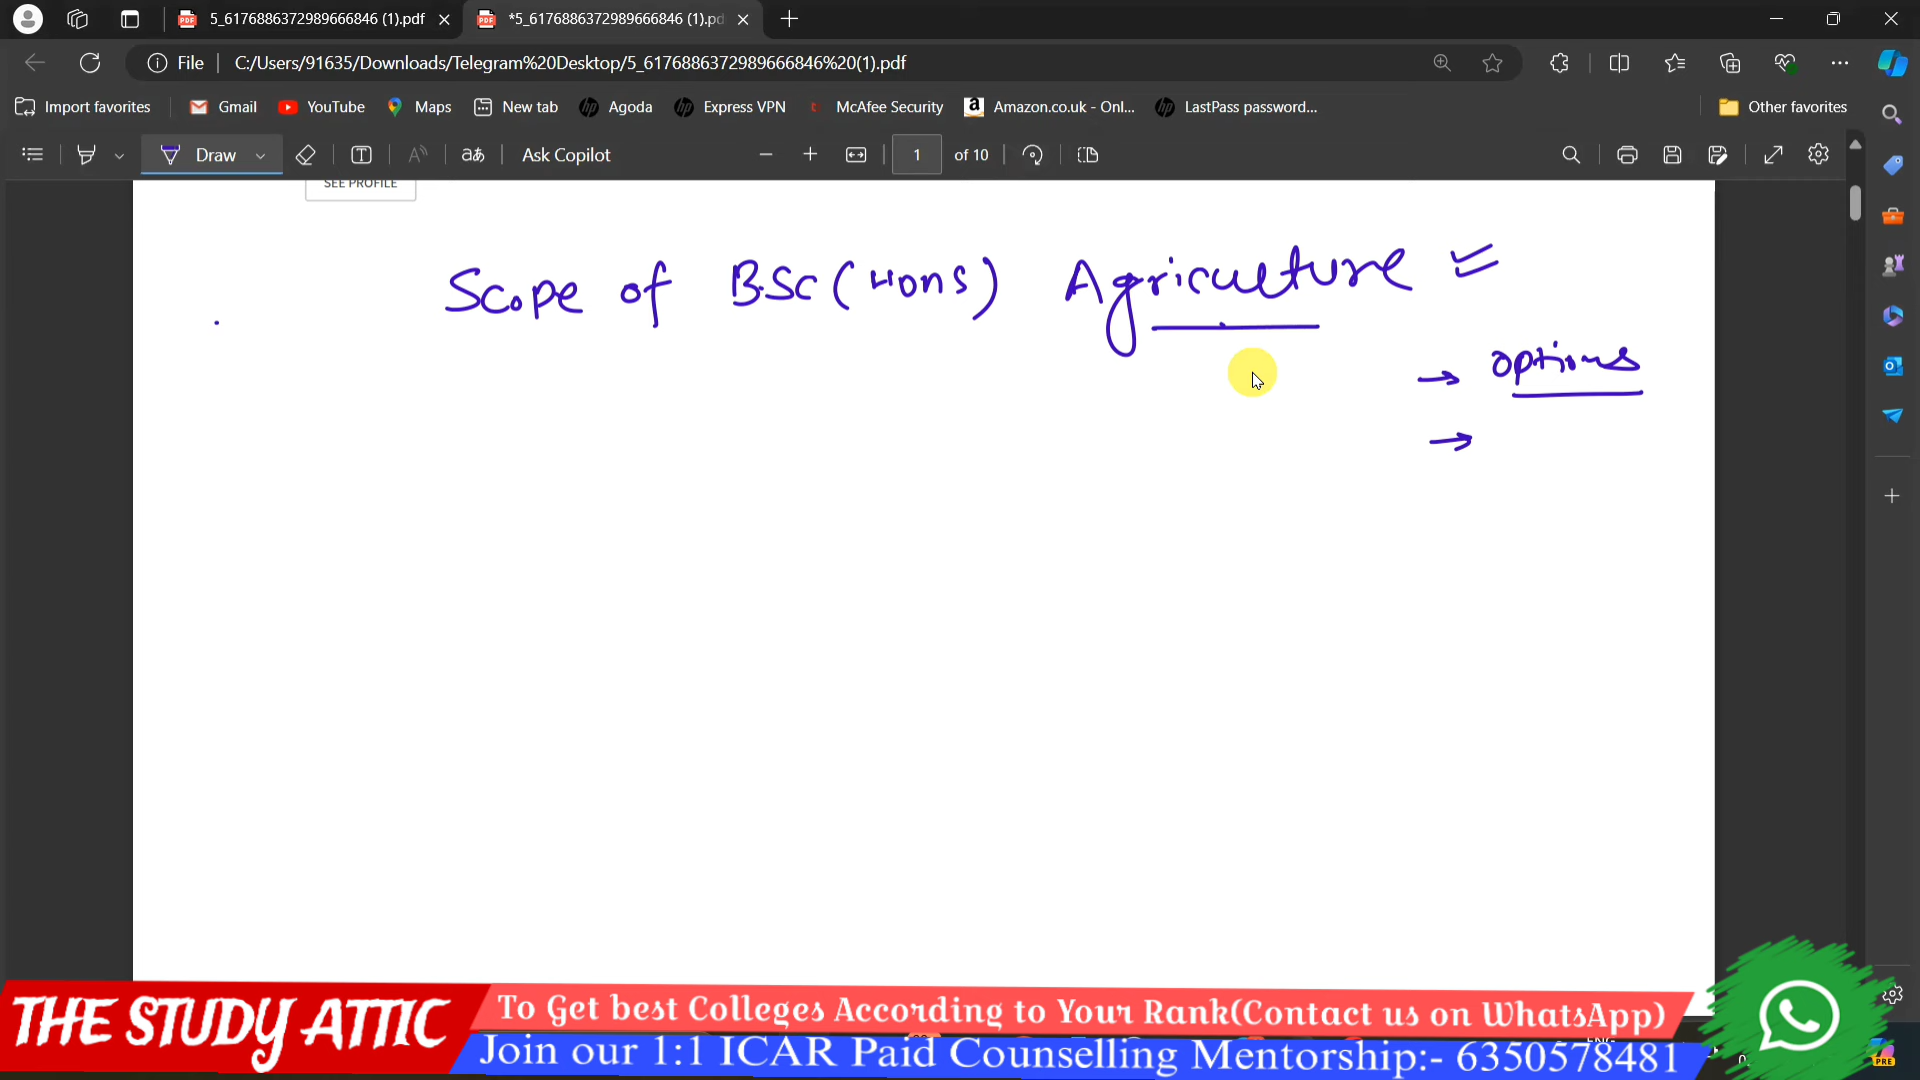 5_6176886372989666846 (1).pdf
*5_6176886372989666846 (1).pd
File
C:/Users/91635/Downloads/Telegram%20Desktop/5_6176886372989666846%20(1).pdf
Import favorites
Gmail
YouTube
Maps
New tab
Agoda
Express VPN
McAfee Security
Amazon.co.uk - Onl...
LastPass password...
Other favorites
Draw
Ask Copilot
1
of 10
SEE PROFILE
Scope of BSc (Hons) Agriculture
→ options
→
THE STUDY ATTIC
To Get best Colleges According to Your Rank(Contact us on WhatsApp)
Join our 1:1 ICAR Paid Counselling Mentorship:- 6350578481
PRE